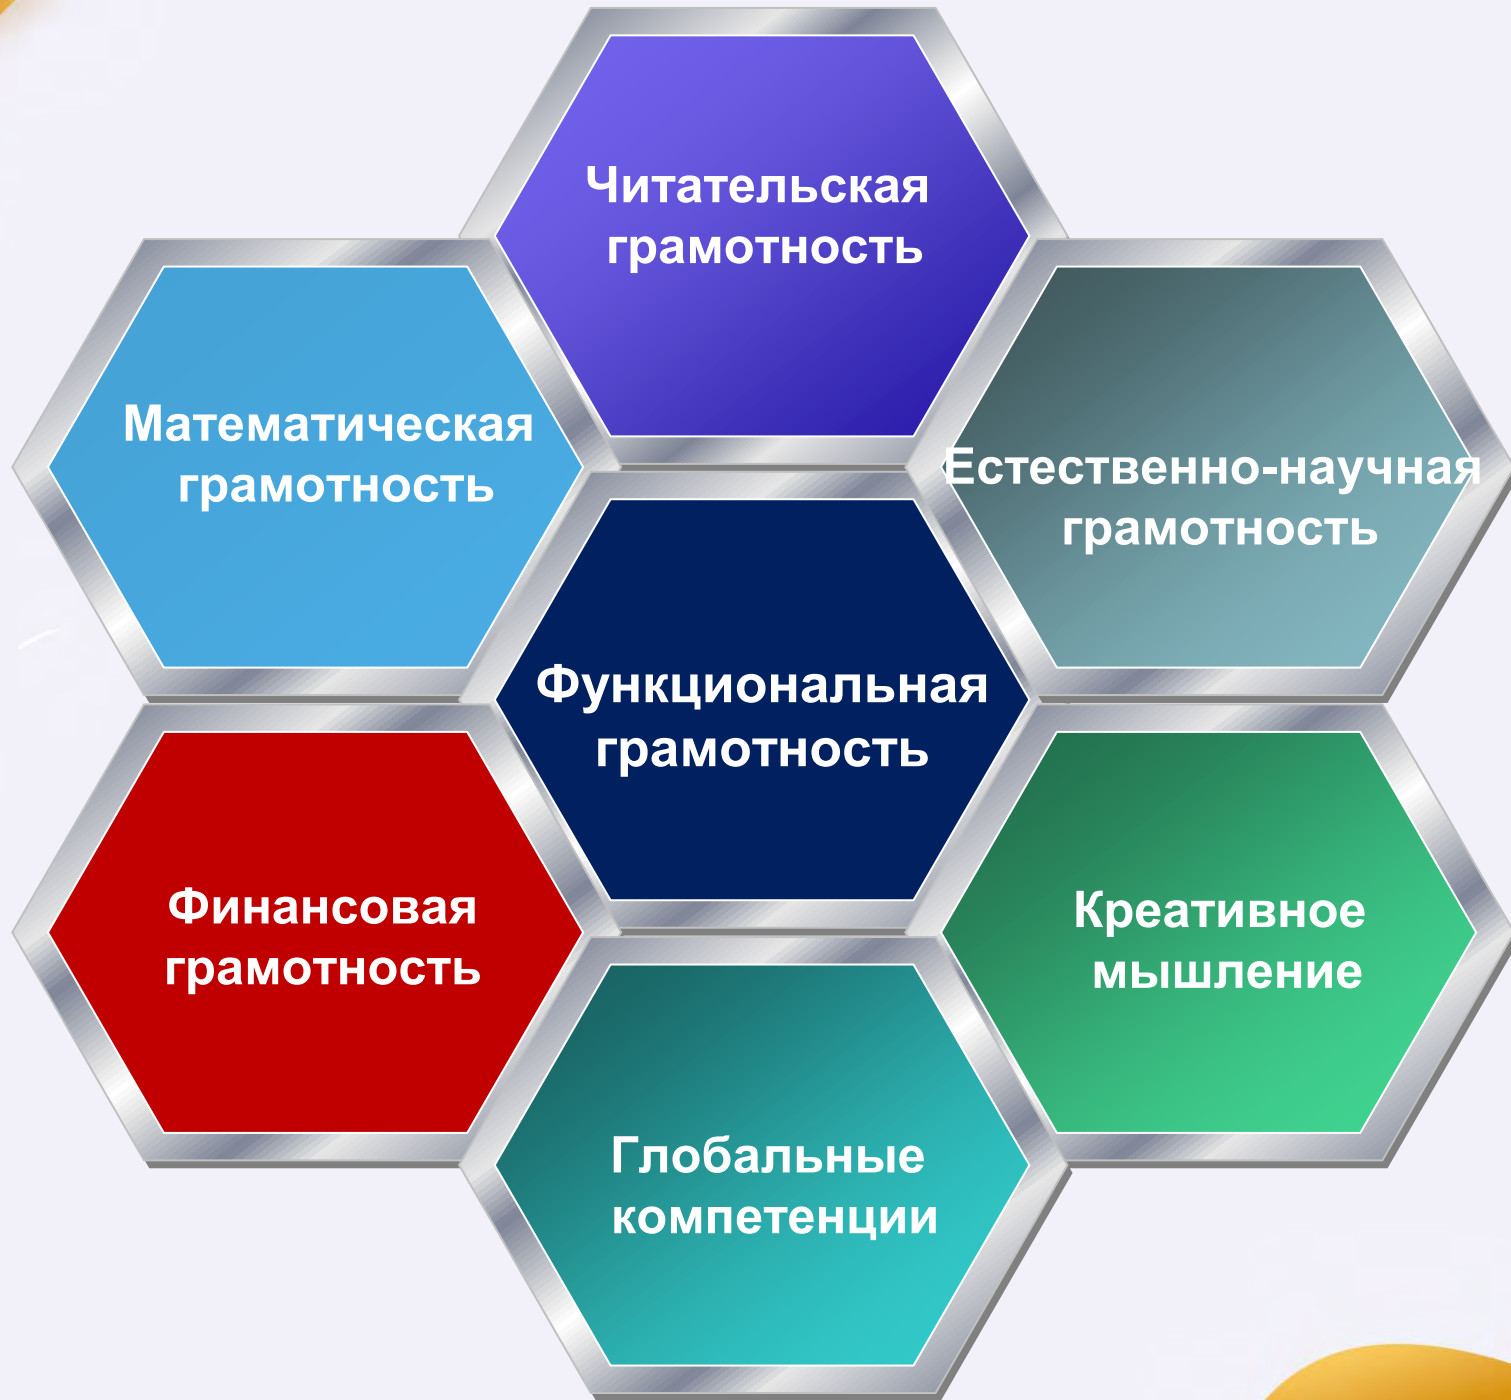 Читательская
грамотность
Математическая
грамотность
Естественно-научная
грамотность
Функциональная
грамотность
Финансовая
грамотность
Креативное
мышление
Глобальные
компетенции